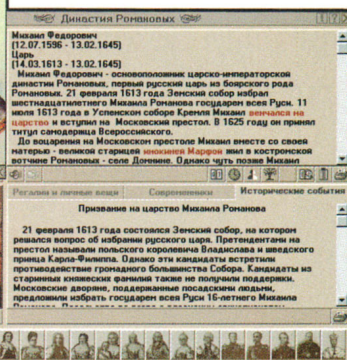 Династия Романовых
Михаил Федорович
(12.07.1596 - 13.02.1645)
Царь
(14.03.1613 - 13.02.1645)
Михаил Федорович - основоположник царско-императорской
династии Романовых, первый русский царь из боярского рода
Романовых. 21 февраля 1613 года Земский собор избрал
шестнадцатилетнего Михаила Романова государем всея Руси. 11
июля 1613 года в Успенском соборе Кремля Михаил венчался на
царство и вступил на Московский престол. В 1625 году он принял
титул самодержца Всероссийского.
До воцарения на Московском престоле Михаил вместе со своей
матерью - великой старицей инокиней Марфой жил в костромской
вотчине Романовых - селе Домнине. Однако чуть позже Михаил
Регалии и личные вещи Современники Исторические события
Призвание на царство Михаила Романова
21 февраля 1613 года состоялся Земский собор, на котором
решался вопрос об избрании русского царя. Претендентами на
престол называли польского королевича Владислава и шведского
принца Карла-Филиппа. Однако эти кандидаты встретили
противодействие громадного большинства Собора. Кандидаты из
старинных княжеских фамилий также не получили поддержки.
Московские дворяне, поддержанные посадскими людьми,
предложили избрать государем всея Руси 16-летнего Михаила